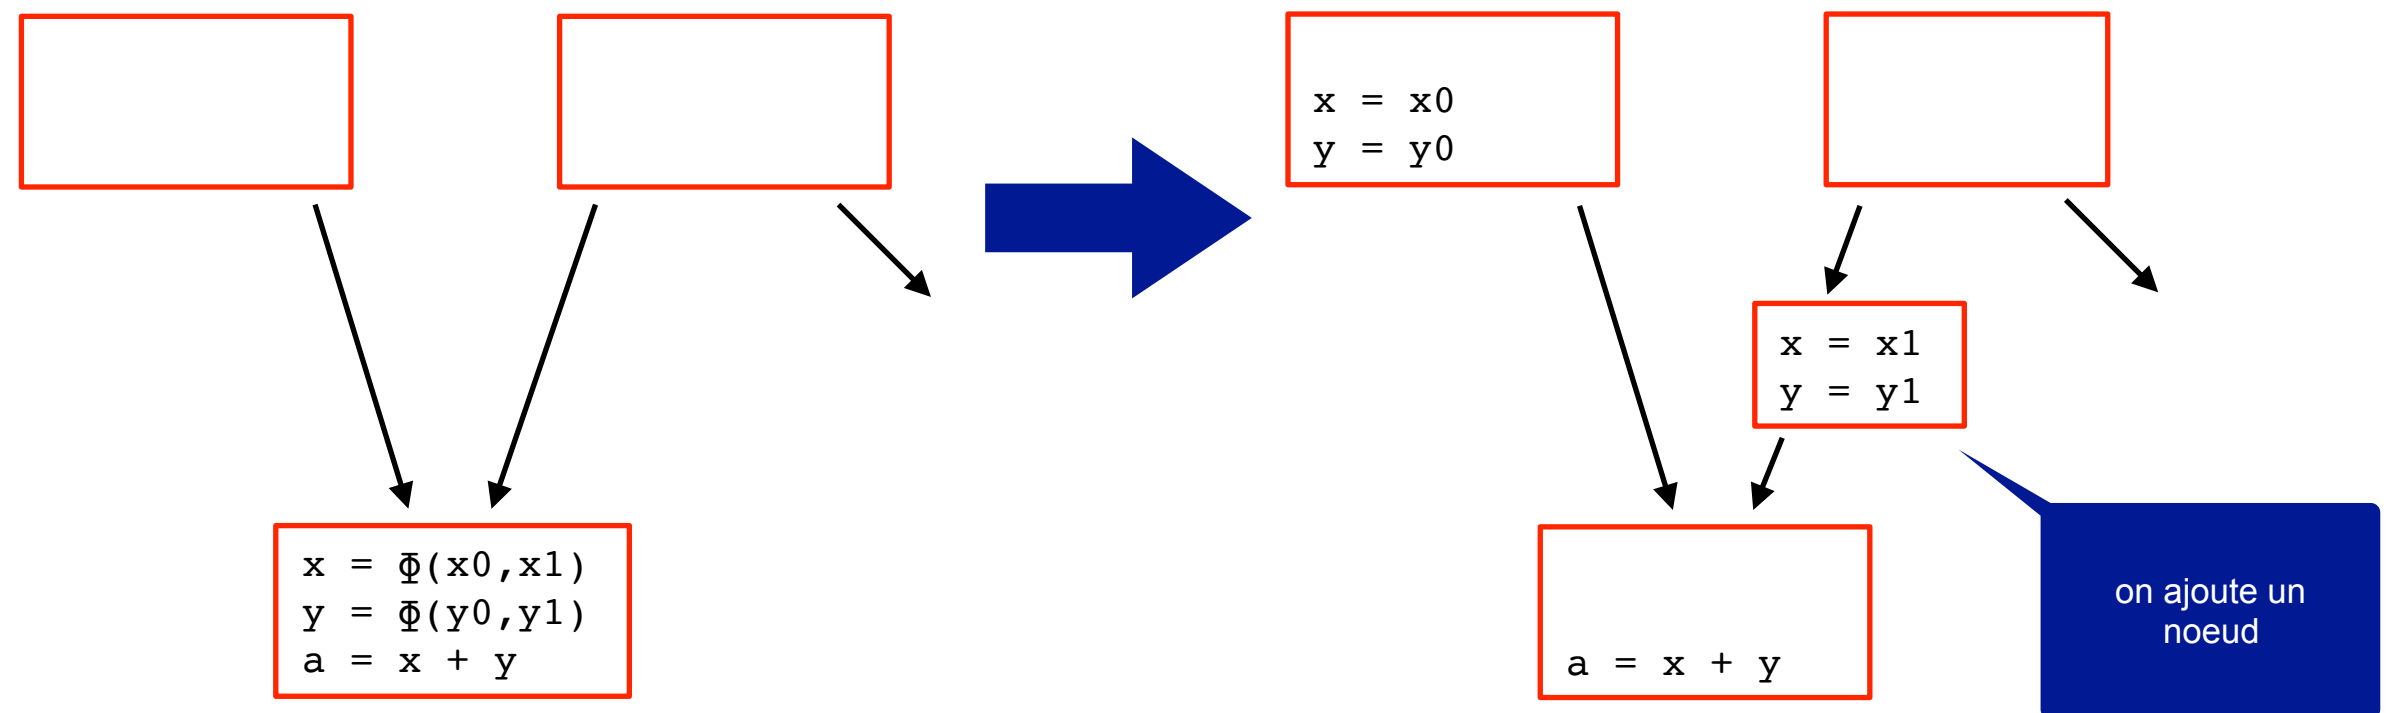 x = Φ(x0,x1)
y = Φ(y0,y1)
a = x + y
x = x0
y = y0
x = x1
y = y1
a = x + y
on ajoute un
noeud